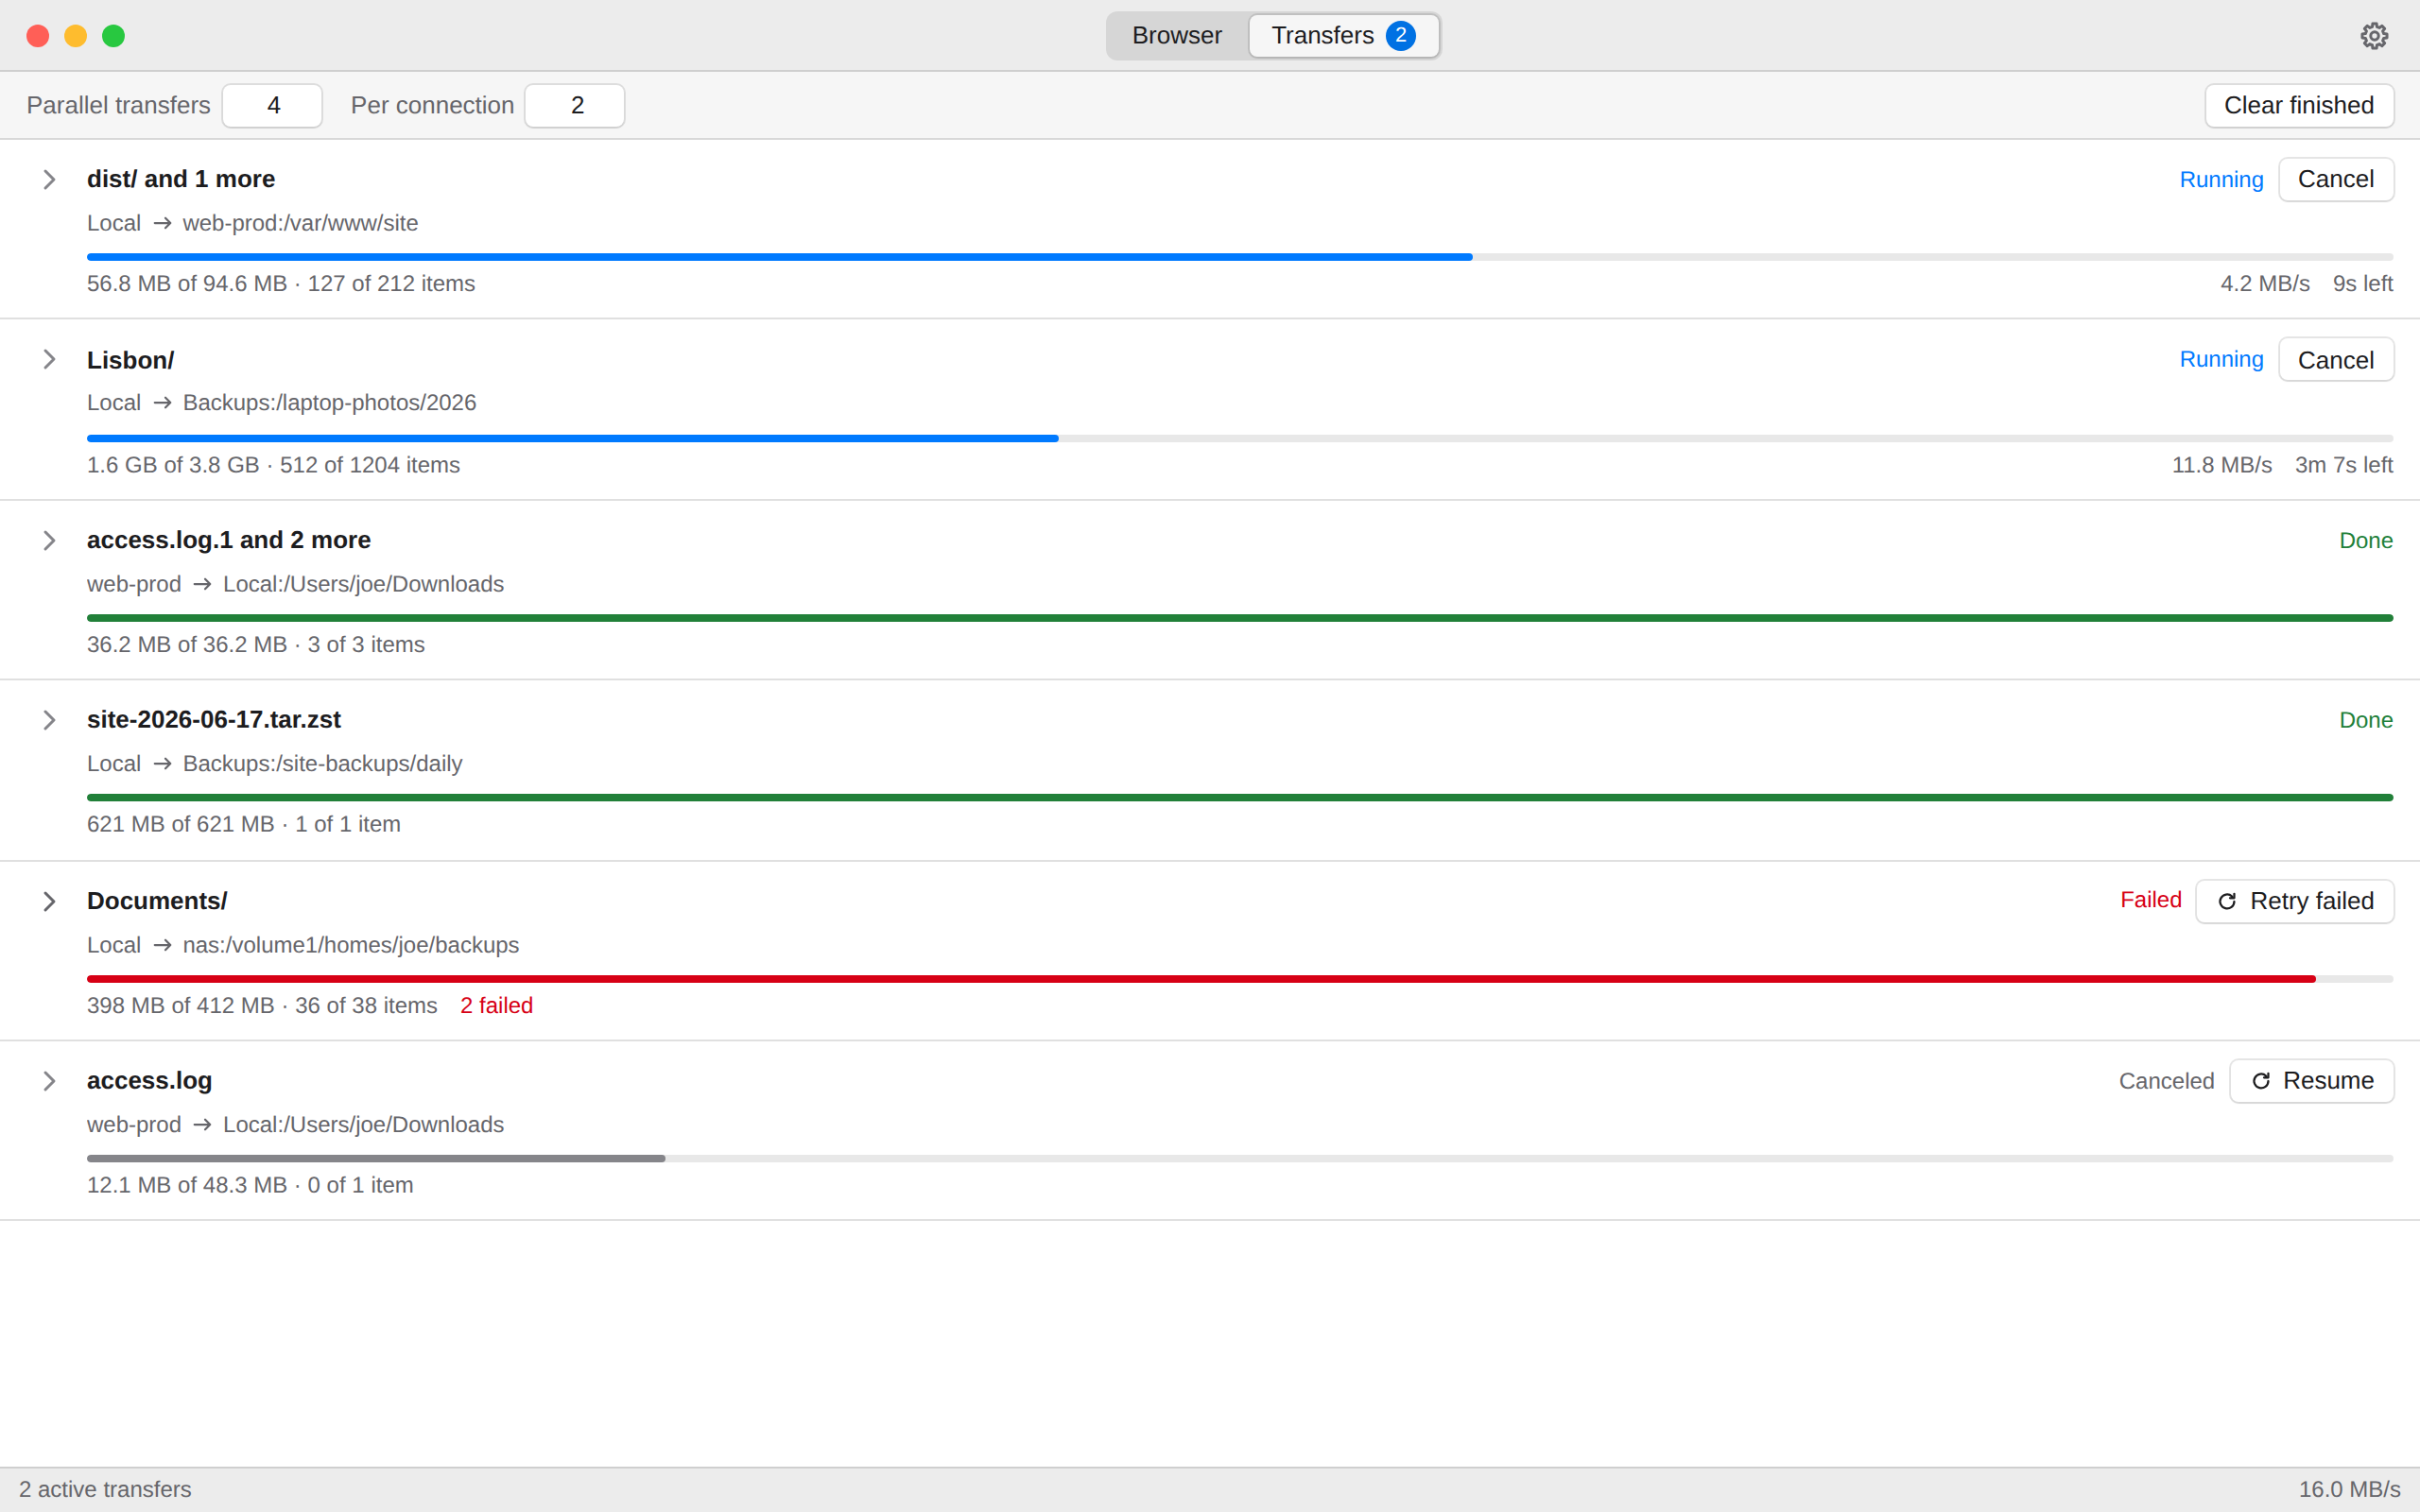 Browser Transfers 2
Parallel transfers 4 Per connection 2 Clear finished
dist/ and 1 more Running Cancel
Local → web-prod:/var/www/site
56.8 MB of 94.6 MB · 127 of 212 items 4.2 MB/s 9s left
Lisbon/ Running Cancel
Local → Backups:/laptop-photos/2026
1.6 GB of 3.8 GB · 512 of 1204 items 11.8 MB/s 3m 7s left
access.log.1 and 2 more Done
web-prod → Local:/Users/joe/Downloads
36.2 MB of 36.2 MB · 3 of 3 items
site-2026-06-17.tar.zst Done
Local → Backups:/site-backups/daily
621 MB of 621 MB · 1 of 1 item
Documents/ Failed Retry failed
Local → nas:/volume1/homes/joe/backups
398 MB of 412 MB · 36 of 38 items 2 failed
access.log Canceled Resume
web-prod → Local:/Users/joe/Downloads
12.1 MB of 48.3 MB · 0 of 1 item
2 active transfers 16.0 MB/s